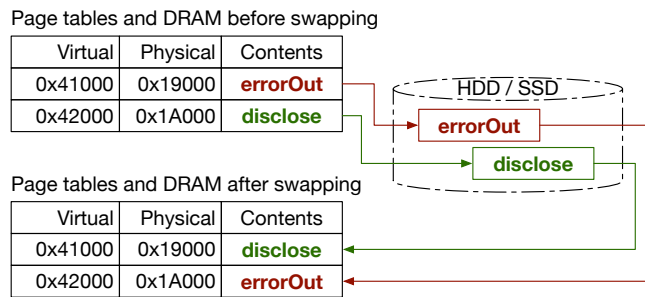 Page tables and DRAM before swapping
Virtual Physical Contents
0x41000 0x19000 errorOut
0x42000 0x1A000 disclose
HDD / SSD
errorOut
disclose
Page tables and DRAM after swapping
Virtual Physical Contents
0x41000 0x19000 disclose
0x42000 0x1A000 errorOut